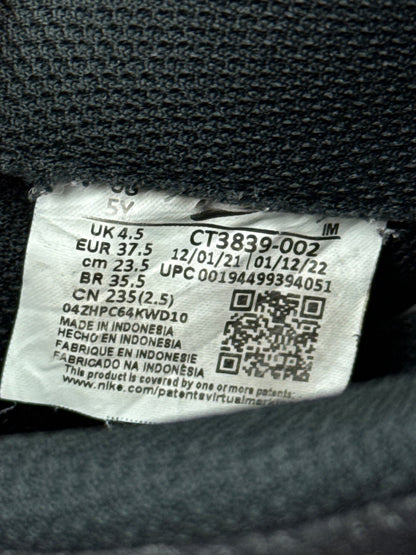 5Y
IM
UK 4.5
EUR 37.5
cm 23.5
BR 35.5
CN 235(2.5)
CT3839-002
12/01/21 | 01/12/22
UPC 00194499394051
04ZHPC64KWD10
MADE IN INDONESIA
HECHO EN INDONESIA
FABRIQUE EN INDONESIE
FABRICADO NA INDONÉSIA
This product is covered by one or more patents:
www.nike.com/patentsvirtualmark